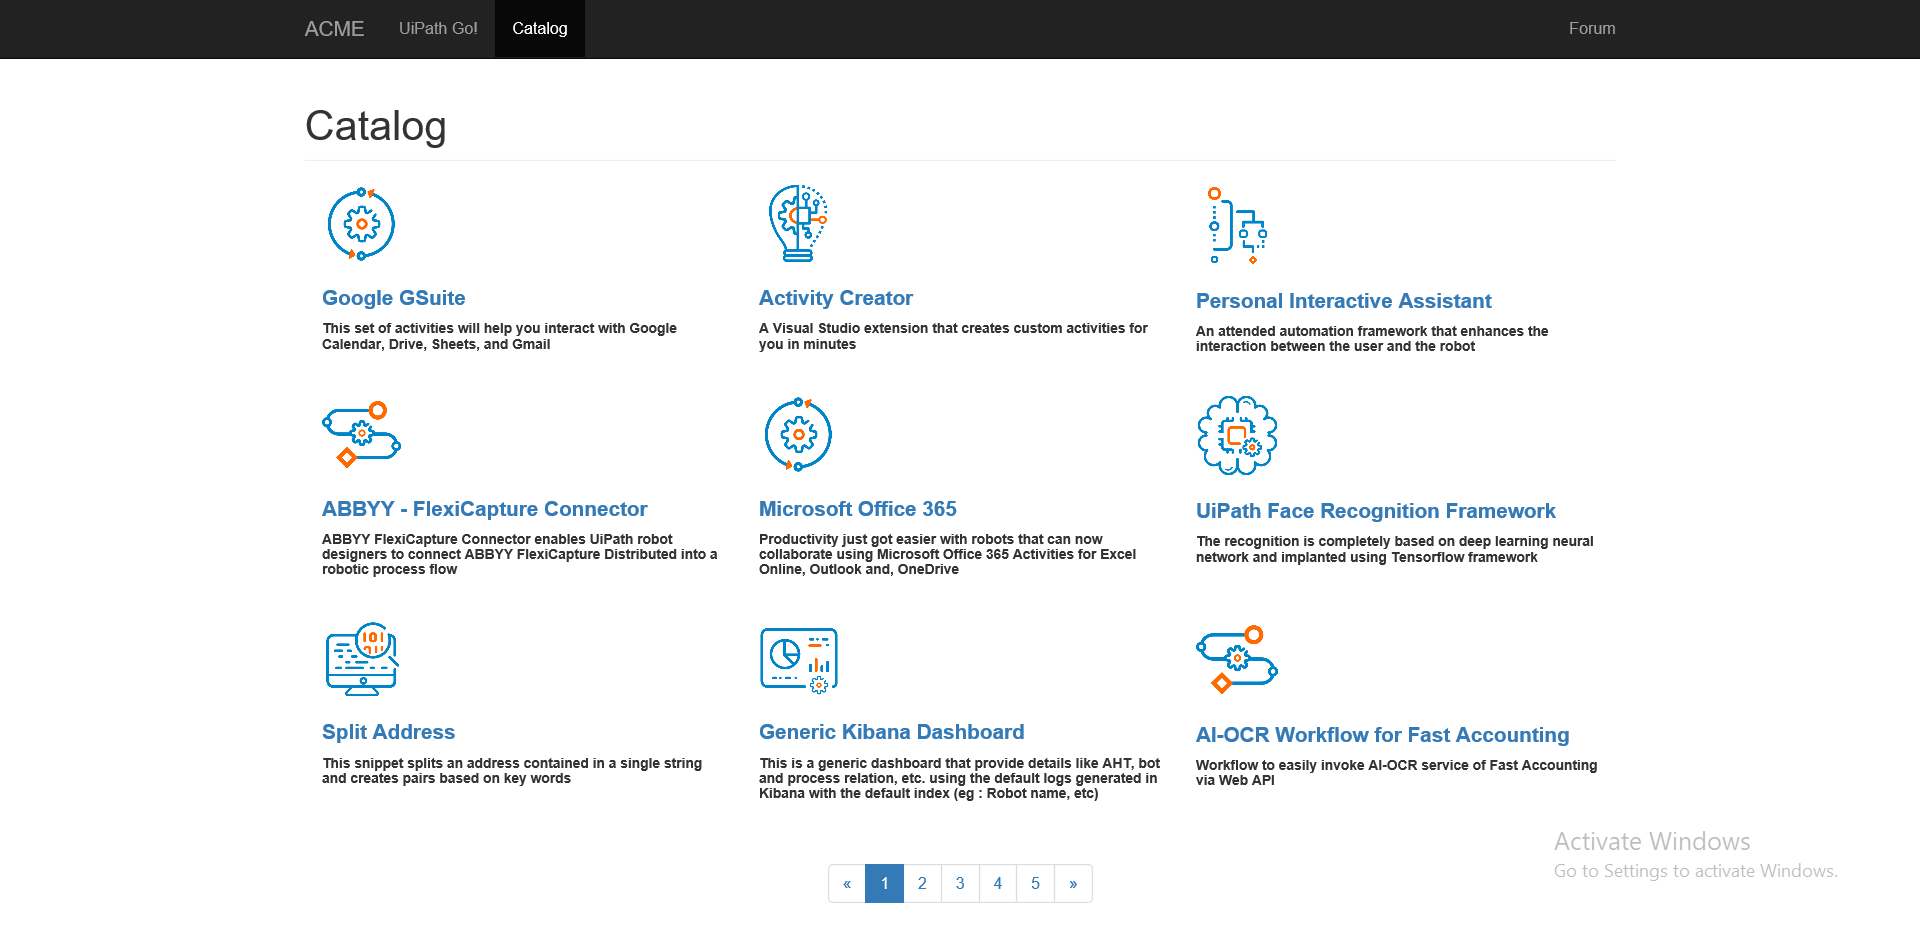 ACME UiPath Go! Catalog Forum
Catalog
Google GSuite
This set of activities will help you interact with Google
Calendar, Drive, Sheets, and Gmail
Activity Creator
A Visual Studio extension that creates custom activities for
you in minutes
Personal Interactive Assistant
An attended automation framework that enhances the
interaction between the user and the robot
ABBYY - FlexiCapture Connector
ABBYY FlexiCapture Connector enables UiPath robot
designers to connect ABBYY FlexiCapture Distributed into a
robotic process flow
Microsoft Office 365
Productivity just got easier with robots that can now
collaborate using Microsoft Office 365 Activities for Excel
Online, Outlook and, OneDrive
UiPath Face Recognition Framework
The recognition is completely based on deep learning neural
network and implanted using Tensorflow framework
101
Split Address
This snippet splits an address contained in a single string
and creates pairs based on key words
Generic Kibana Dashboard
This is a generic dashboard that provide details like AHT, bot
and process relation, etc. using the default logs generated in
Kibana with the default index (eg : Robot name, etc)
AI-OCR Workflow for Fast Accounting
Workflow to easily invoke AI-OCR service of Fast Accounting
via Web API
« 1 2 3 4 5 »
Activate Windows
Go to Settings to activate Windows.